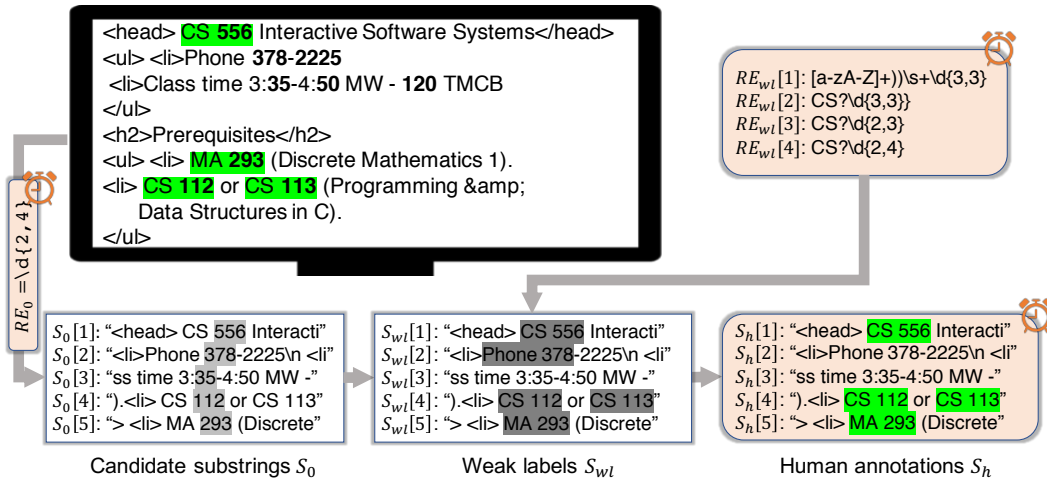 <head> CS 556 Interactive Software Systems</head>
<ul> <li>Phone 378-2225
<li>Class time 3:35-4:50 MW - 120 TMCB
</ul>
<h2>Prerequisites</h2>
<ul> <li> MA 293 (Discrete Mathematics 1).
<li> CS 112 or CS 113 (Programming &amp;
Data Structures in C).
</ul>
RE_wl[1]: [a-zA-Z]+))\s+\d{3,3}
RE_wl[2]: CS?\d{3,3}}
RE_wl[3]: CS?\d{2,3}
RE_wl[4]: CS?\d{2,4}
RE_0 =\d{2,4}
S_0[1]: “<head> CS 556 Interacti”
S_0[2]: “<li>Phone 378-2225\n <li”
S_0[3]: “ss time 3:35-4:50 MW -”
S_0[4]: “).<li> CS 112 or CS 113”
S_0[5]: “> <li> MA 293 (Discrete”
Candidate substrings S_0
S_wl[1]: “<head> CS 556 Interacti”
S_wl[2]: “<li>Phone 378-2225\n <li”
S_wl[3]: “ss time 3:35-4:50 MW -”
S_wl[4]: “).<li> CS 112 or CS 113”
S_wl[5]: “> <li> MA 293 (Discrete”
Weak labels S_wl
S_h[1]: “<head> CS 556 Interacti”
S_h[2]: “<li>Phone 378-2225\n <li”
S_h[3]: “ss time 3:35-4:50 MW -”
S_h[4]: “).<li> CS 112 or CS 113”
S_h[5]: “> <li> MA 293 (Discrete”
Human annotations S_h